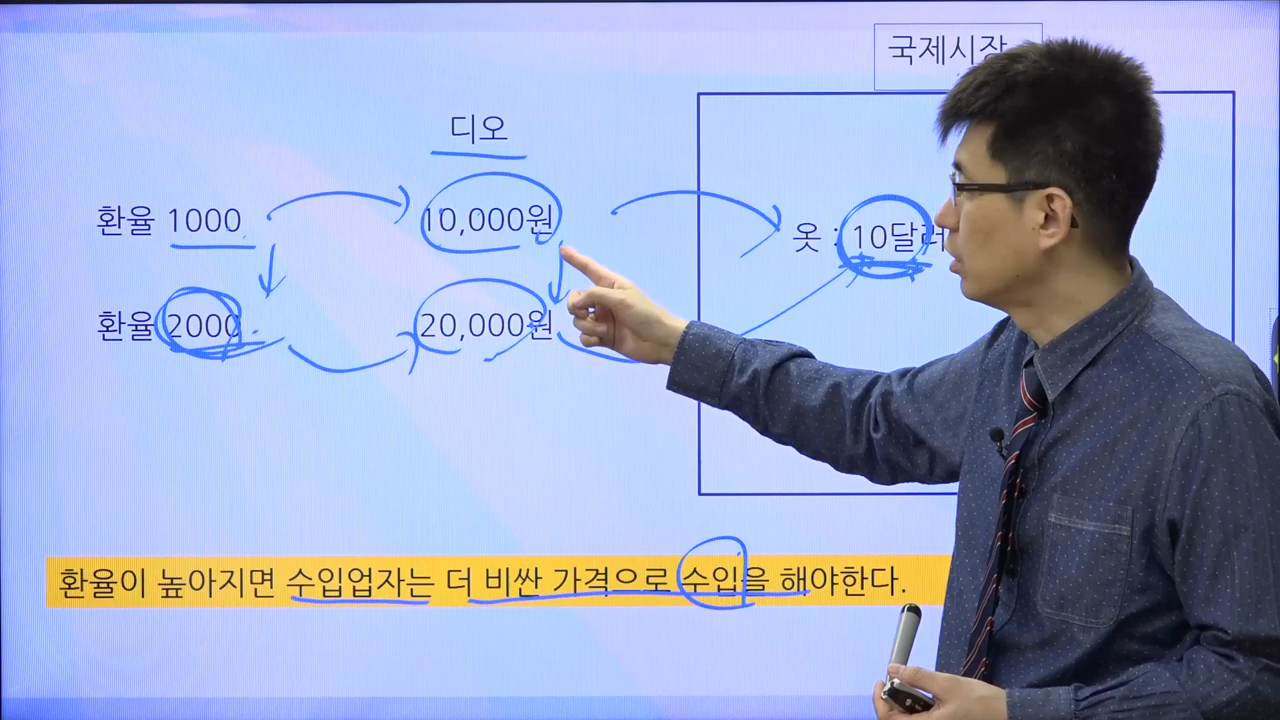 국제시장
디오
환율 1000 10,000원
옷 : 10달러
환율 2000 20,000원
환율이 높아지면 수입업자는 더 비싼 가격으로 수입을 해야한다.